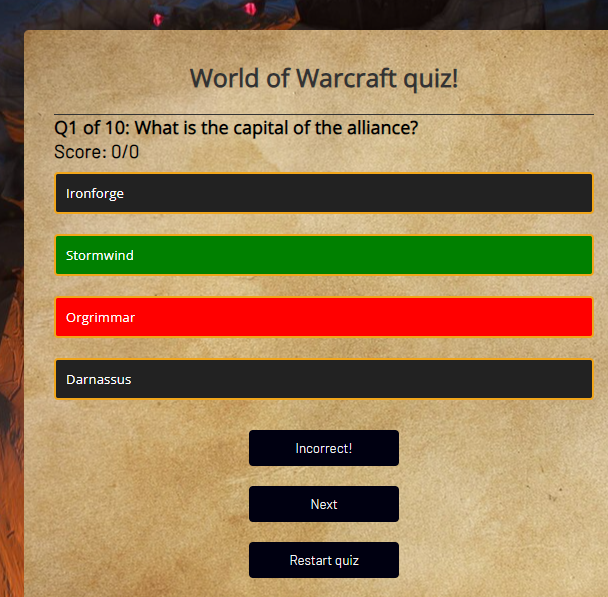 World of Warcraft quiz!
Q1 of 10: What is the capital of the alliance?
Score: 0/0
Ironforge
Stormwind
Orgrimmar
Darnassus
Incorrect!
Next
Restart quiz